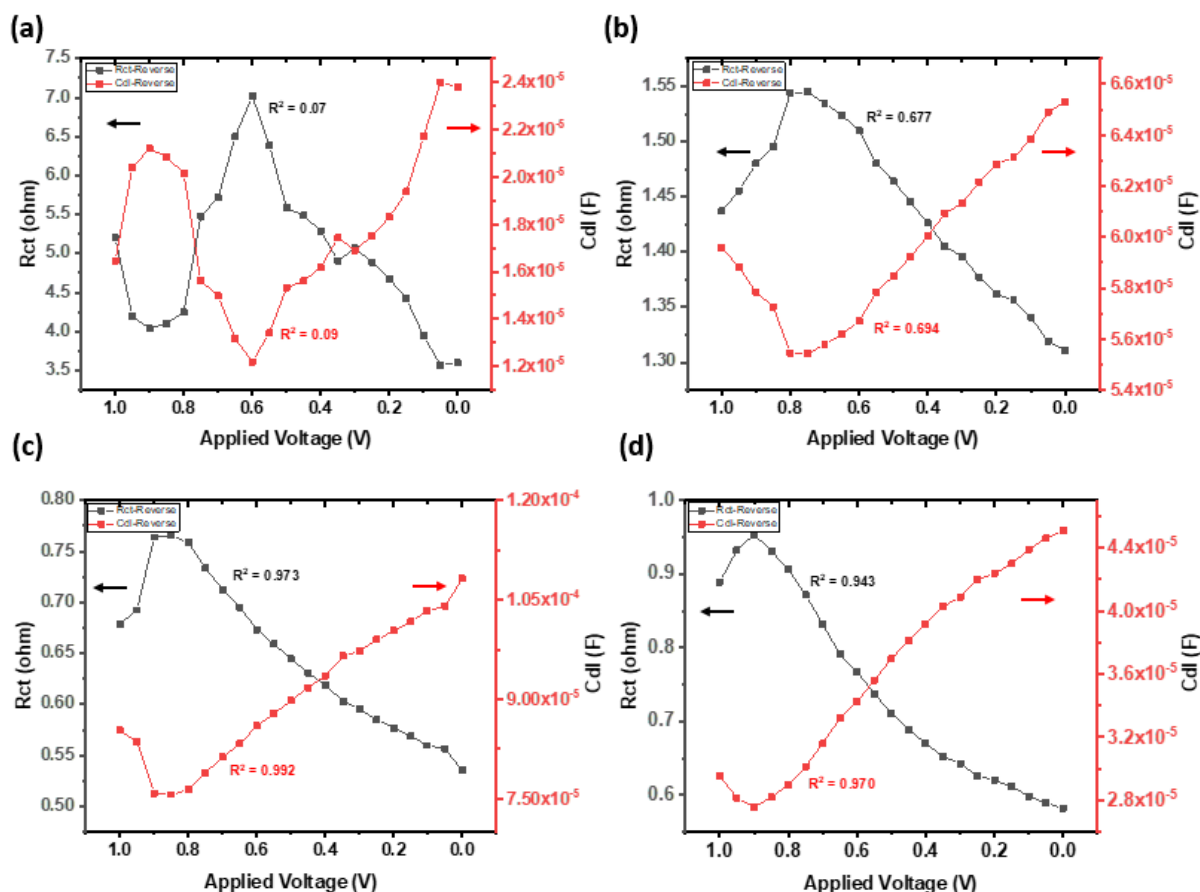 (a)
7.5
7.0
6.5
6.0
5.5
5.0
4.5
4.0
3.5
Rct (ohm)
Rct-Reverse
Cdl-Reverse
R² = 0.07
R² = 0.09
2.4x10⁻⁵
2.2x10⁻⁵
2.0x10⁻⁵
1.8x10⁻⁵
1.6x10⁻⁵
1.4x10⁻⁵
1.2x10⁻⁵
Cdl (F)
1.0 0.8 0.6 0.4 0.2 0.0
Applied Voltage (V)
(b)
1.55
1.50
1.45
1.40
1.35
1.30
Rct (ohm)
Rct-Reverse
Cdl-Reverse
R² = 0.677
R² = 0.694
6.6x10⁻⁵
6.4x10⁻⁵
6.2x10⁻⁵
6.0x10⁻⁵
5.8x10⁻⁵
5.6x10⁻⁵
5.4x10⁻⁵
Cdl (F)
1.0 0.8 0.6 0.4 0.2 0.0
Applied Voltage (V)
(c)
0.80
0.75
0.70
0.65
0.60
0.55
0.50
Rct (ohm)
Rct-Reverse
Cdl-Reverse
R² = 0.973
R² = 0.992
1.20x10⁻⁴
1.05x10⁻⁴
9.00x10⁻⁵
7.50x10⁻⁵
Cdl (F)
1.0 0.8 0.6 0.4 0.2 0.0
Applied Voltage (V)
(d)
1.0
0.9
0.8
0.7
0.6
Rct (ohm)
Rct-Reverse
Cdl-Reverse
R² = 0.943
R² = 0.970
4.4x10⁻⁵
4.0x10⁻⁵
3.6x10⁻⁵
3.2x10⁻⁵
2.8x10⁻⁵
Cdl (F)
1.0 0.8 0.6 0.4 0.2 0.0
Applied Voltage (V)